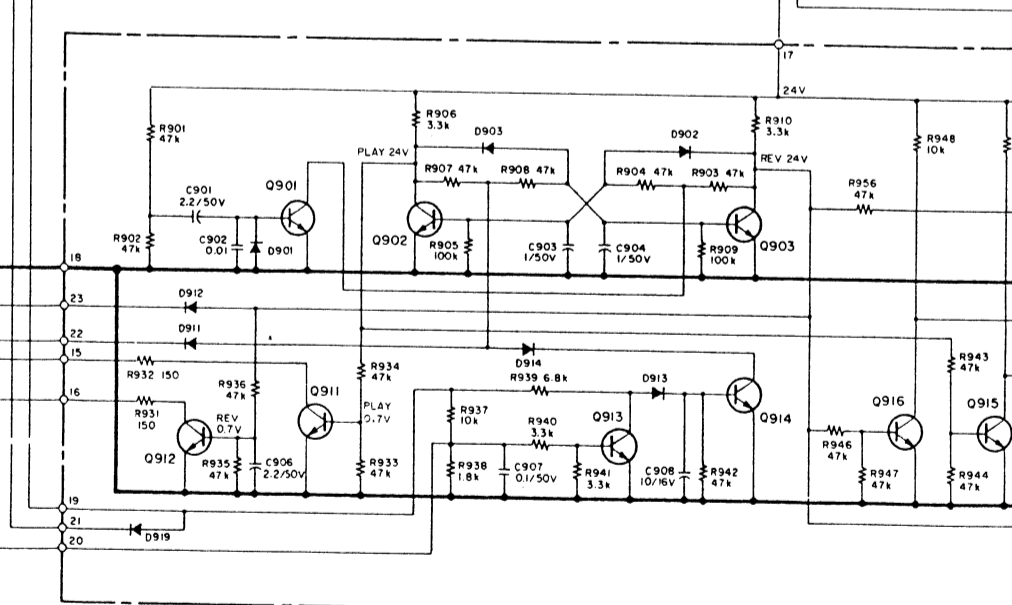 17
24V
R906
3.3k
R910
3.3k
R901
47k
D903
D902
R948
10k
PLAY 24V
REV 24V
R907 47k
R908 47k
R904 47k
R903 47k
C901
2.2/50V
Q901
R956
47k
R902
47k
C902
0.01
D901
Q902
R905
100k
C903
1/50V
C904
1/50V
R909
100k
Q903
18
23
D912
22
D911
15
D914
R932 150
R936
47k
Q911
R934
47k
R939 6.8k
D913
R943
47k
16
R931
150
REV
0.7V
PLAY
0.7V
R937
10k
R940
3.3k
Q913
Q914
Q916
Q915
Q912
R935
47k
C906
2.2/50V
R933
47k
R938
1.8k
C907
0.1/50V
R941
3.3k
C908
10/16V
R942
47k
R946
47k
R947
47k
R944
47k
19
21
D919
20